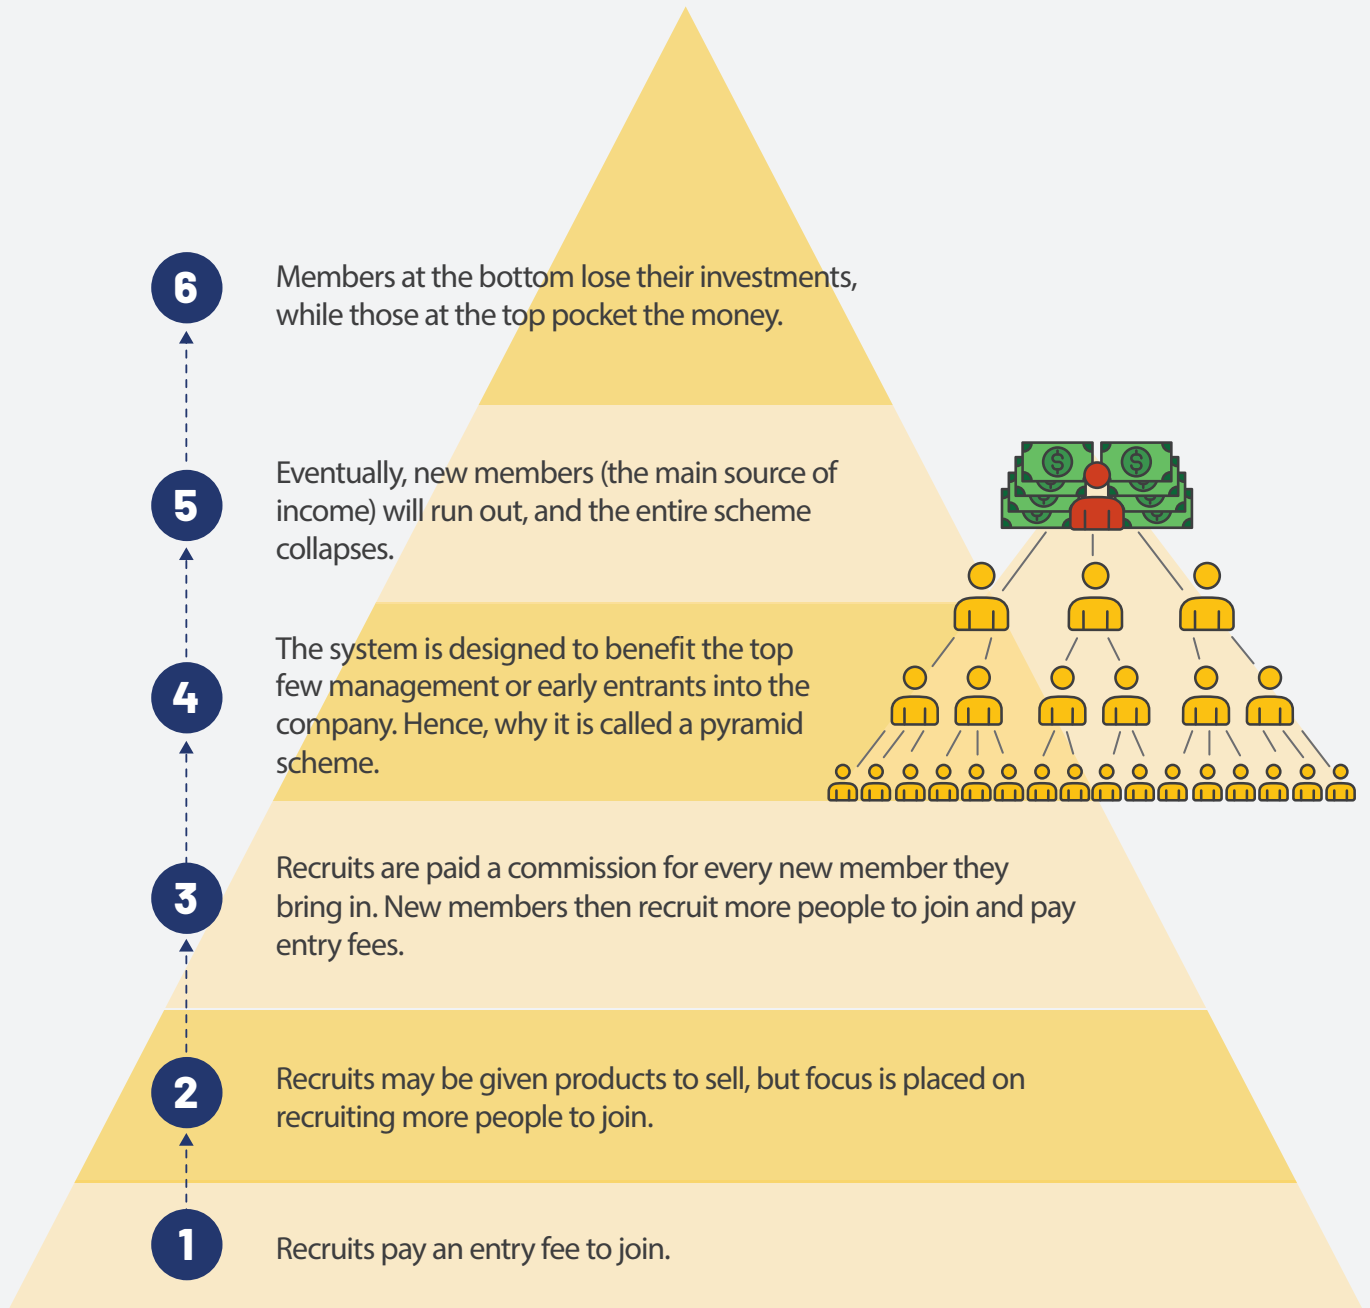 6
Members at the bottom lose their investments,
while those at the top pocket the money.
5
Eventually, new members (the main source of
income) will run out, and the entire scheme
collapses.
4
The system is designed to benefit the top
few management or early entrants into the
company. Hence, why it is called a pyramid
scheme.
3
Recruits are paid a commission for every new member they
bring in. New members then recruit more people to join and pay
entry fees.
2
Recruits may be given products to sell, but focus is placed on
recruiting more people to join.
1
Recruits pay an entry fee to join.